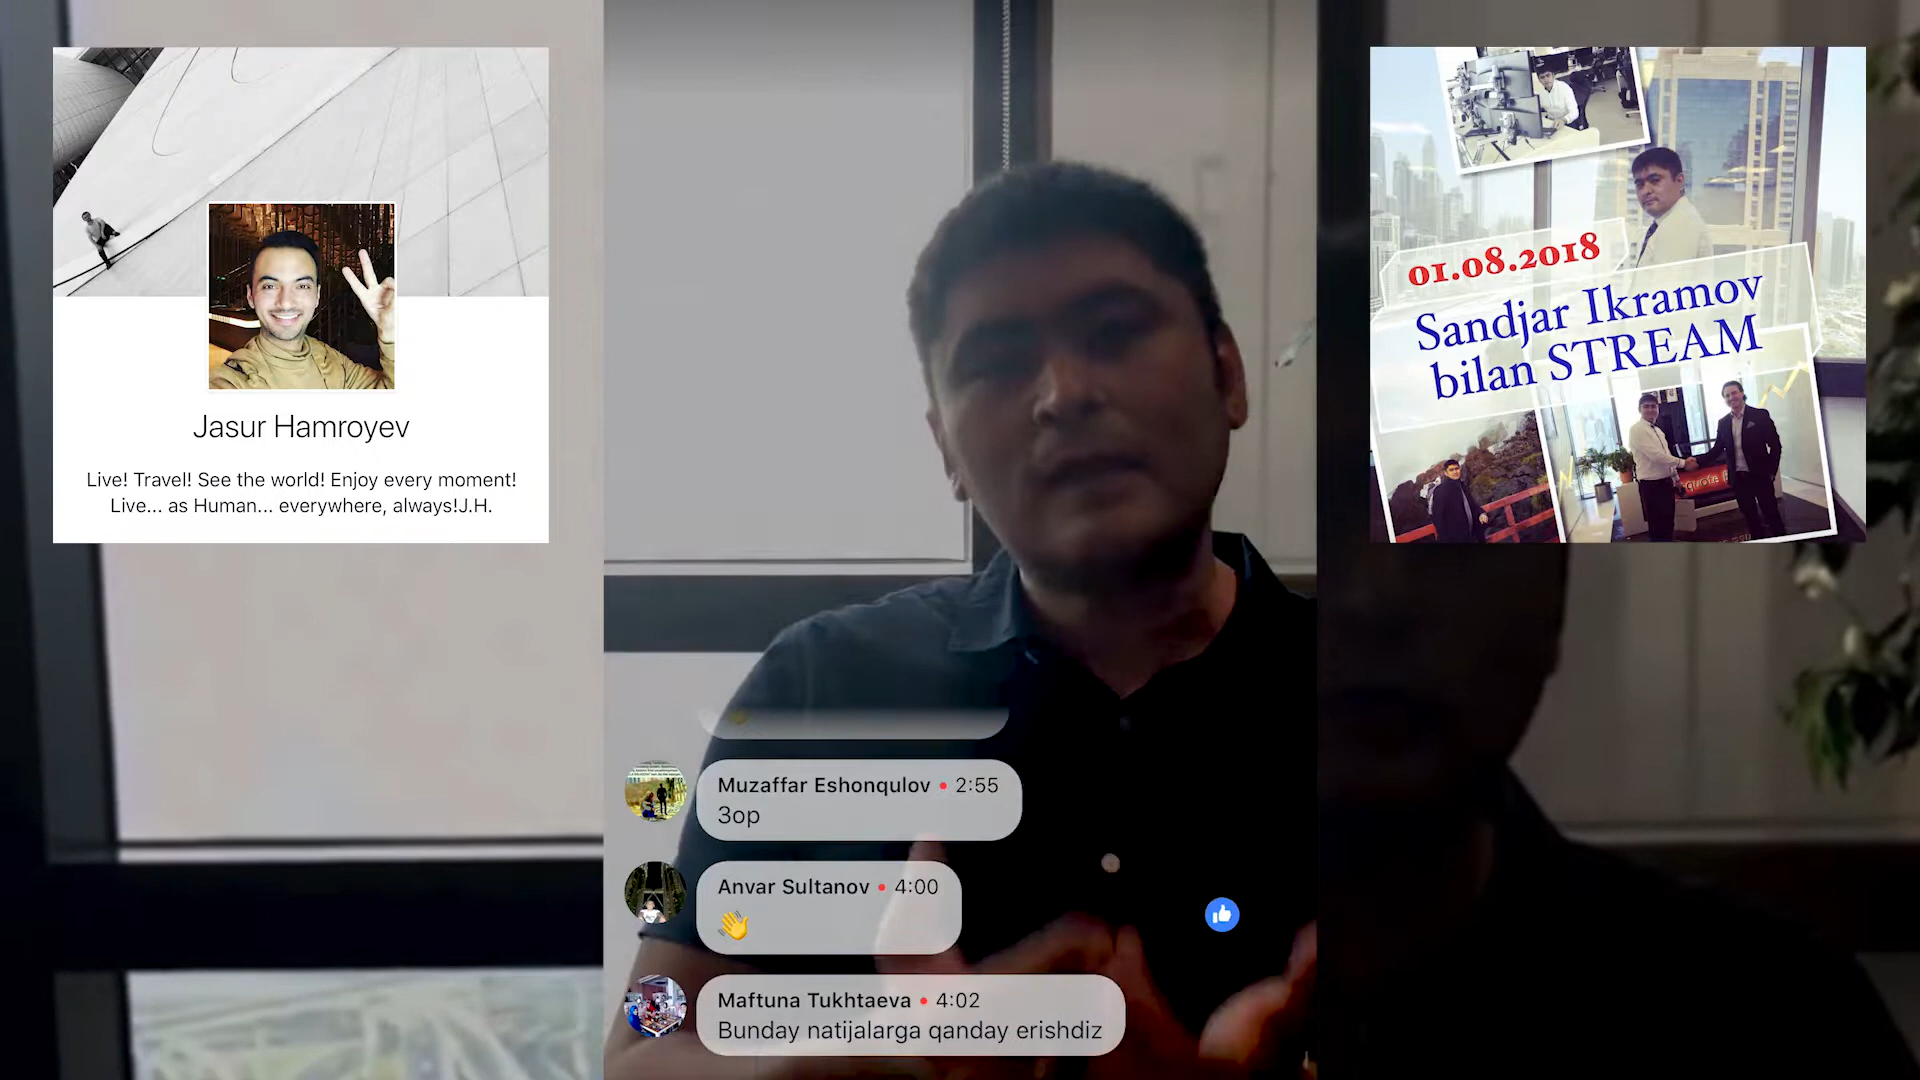 Jasur Hamroyev
Live! Travel! See the world! Enjoy every moment!
Live... as Human... everywhere, always!J.H.
Muzaffar Eshonqulov • 2:55
Зор
Anvar Sultanov • 4:00
👋
Maftuna Tukhtaeva • 4:02
Bunday natijalarga qanday erishdiz
01.08.2018
Sandjar Ikramov
bilan STREAM
quote